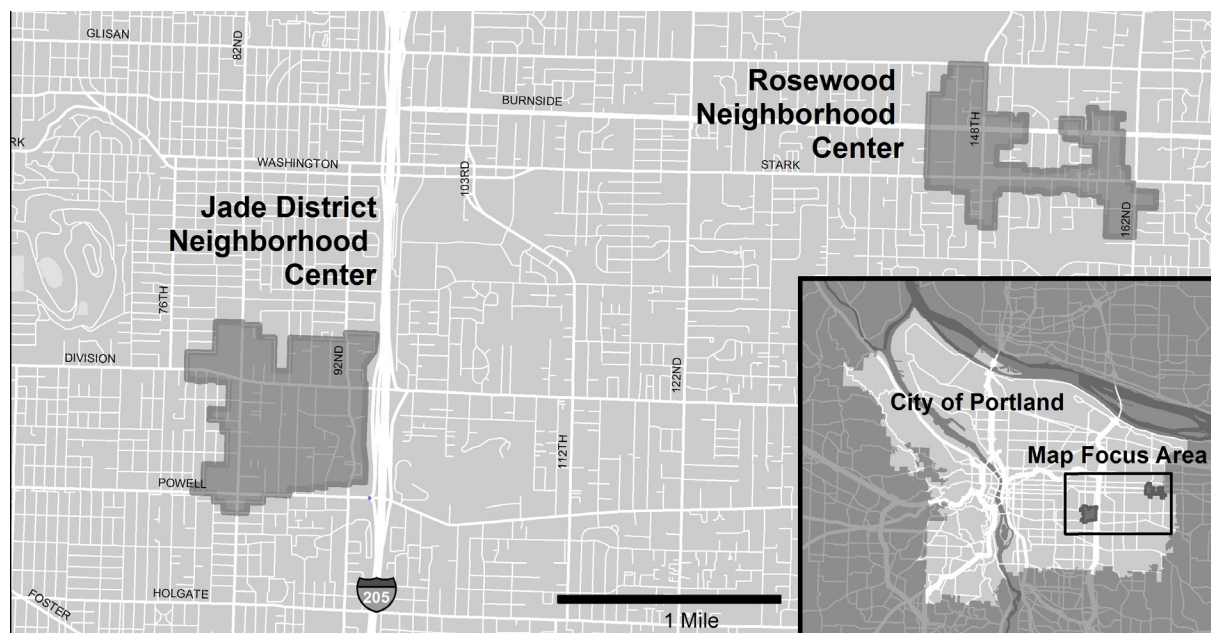 GLISAN
82ND
BURNSIDE
Rosewood
Neighborhood
Center
148TH
RK
WASHINGTON
103RD
STARK
162ND
Jade District
Neighborhood
Center
76TH
DIVISION
92ND
122ND
112TH
POWELL
HOLGATE
FOSTER
205
1 Mile
City of Portland
Map Focus Area